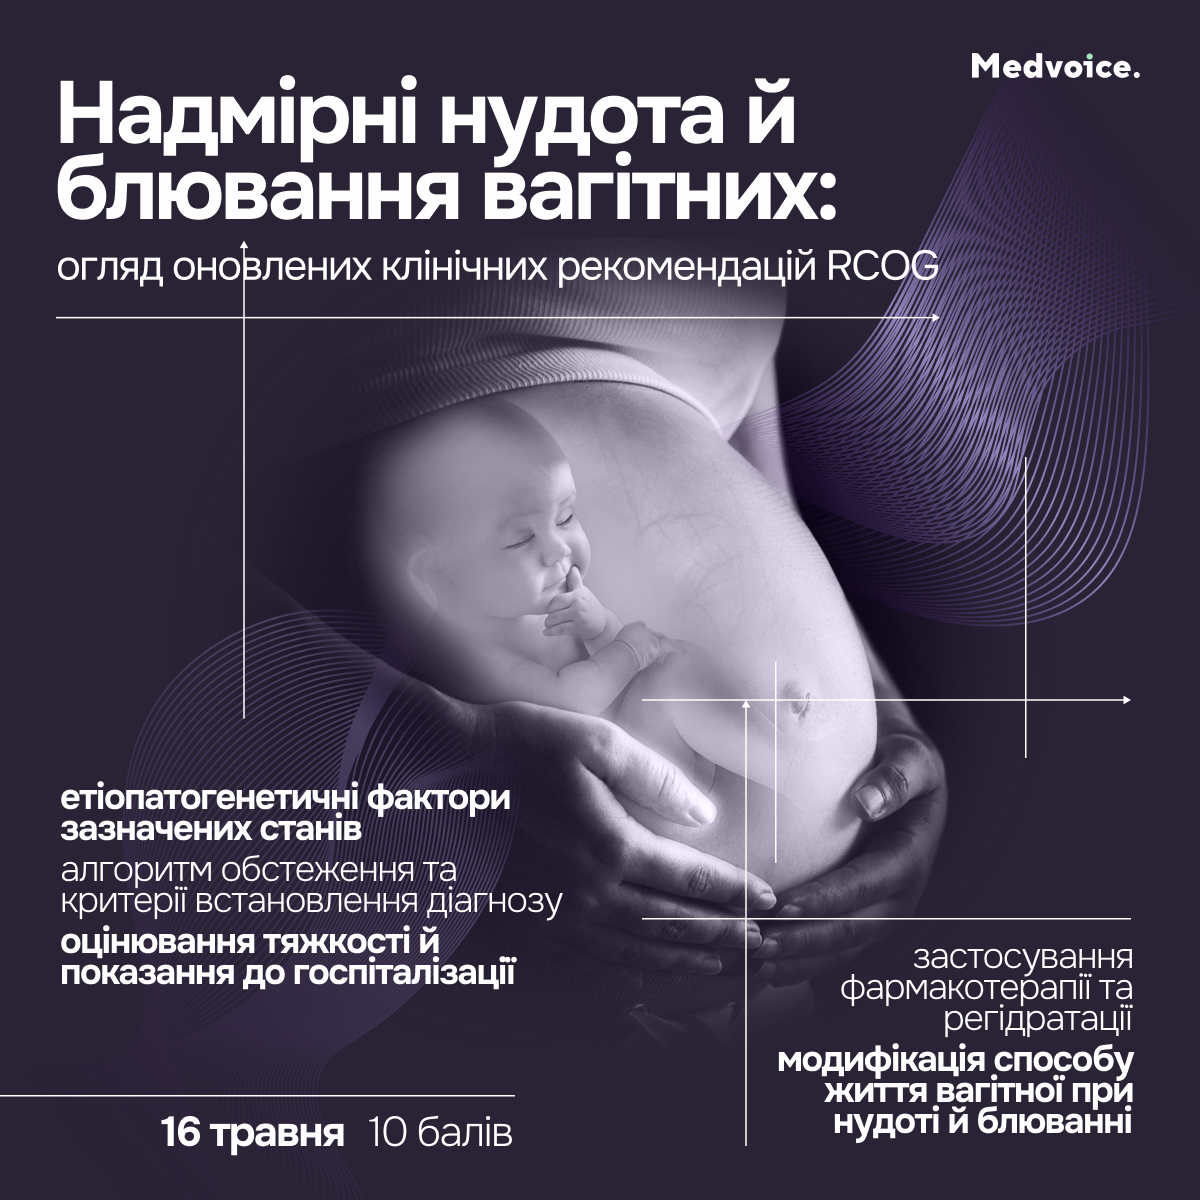 Medvoice.
Надмірні нудота й
блювання вагітних:
огляд оновлених клінічних рекомендацій RCOG
етіопатогенетичні фактори
зазначених станів
алгоритм обстеження та
критерії встановлення діагнозу
оцінювання тяжкості й
показання до госпіталізації
застосування
фармакотерапії та
регідратації
модифікація способу
життя вагітної при
нудоті й блюванні
16 травня 10 балів